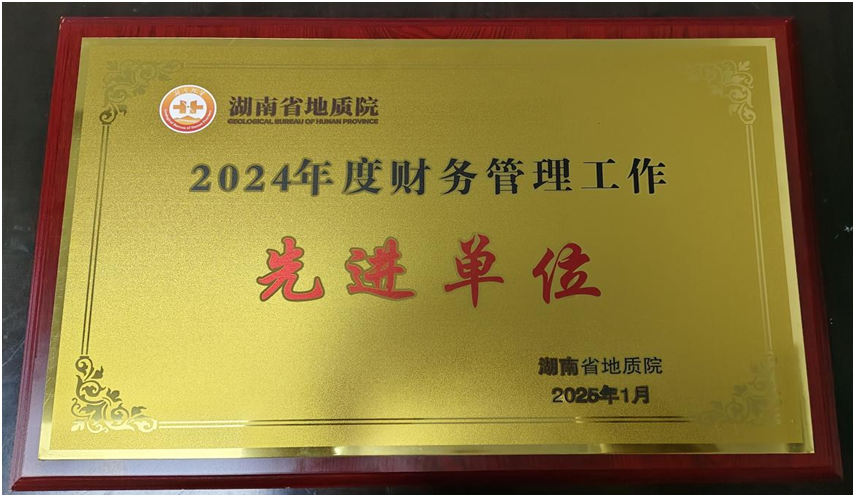 湖南省地质院
GEOLOGICAL BUREAU OF HUNAN PROVINCE
2024年度财务管理工作
先进单位
湖南省地质院
2025年1月